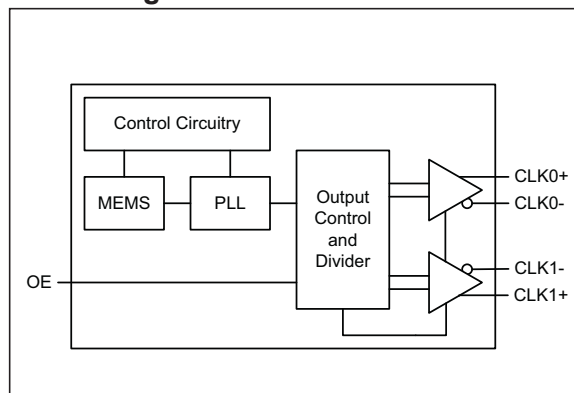 Control Circuitry
MEMS
PLL
Output
Control
and
Divider
CLK0+
CLK0-
OE
CLK1-
CLK1+